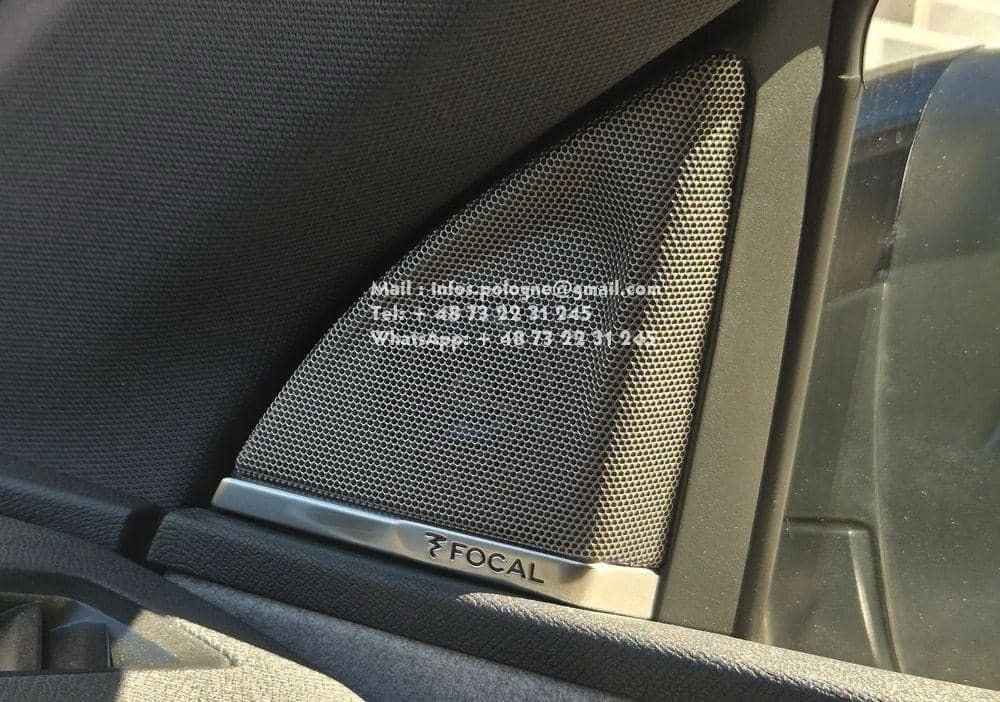 Mail : infos.pologne@gmail.com
Tel: + 48 73 22 31 245
WhatsApp: + 48 73 22 31 245
FOCAL